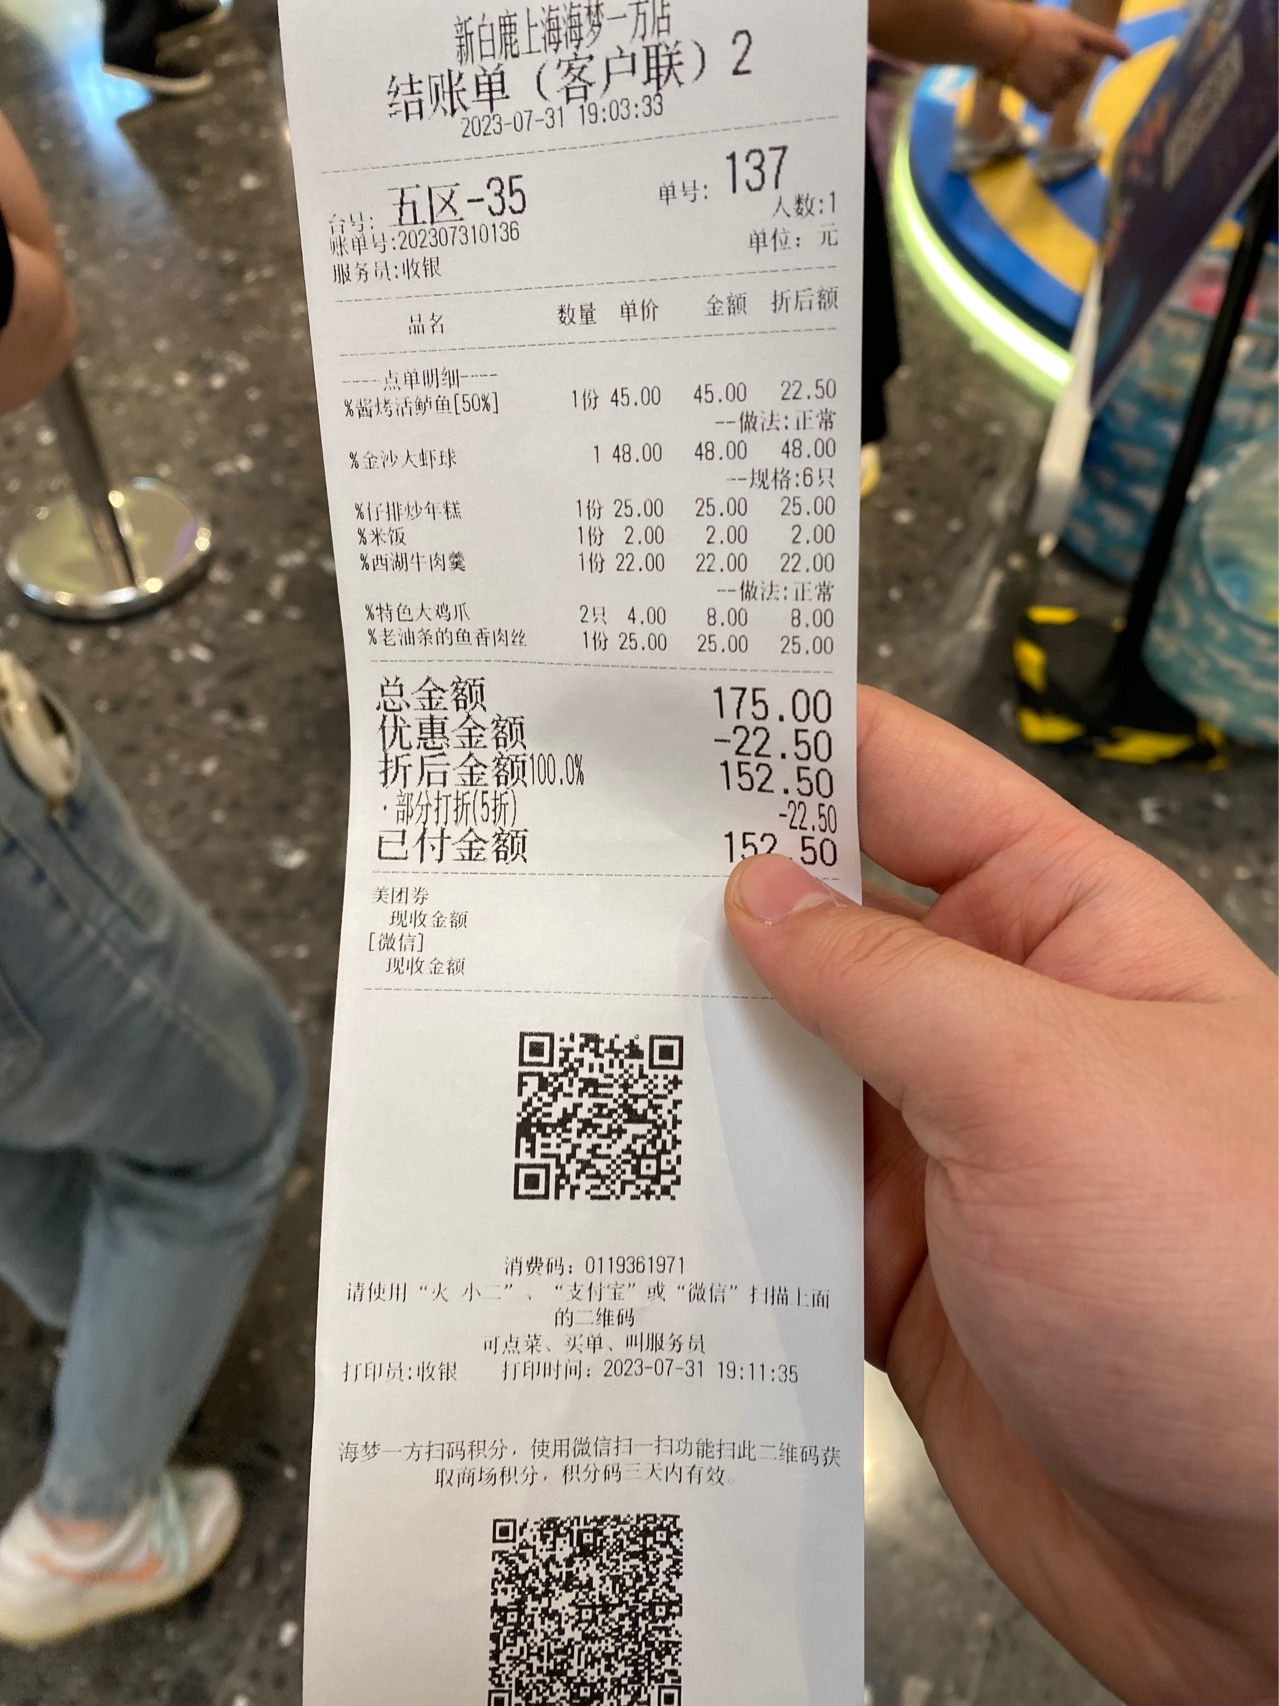 新白鹿上海海梦一方店
结账单（客户联）2
2023-07-31 19:03:33
台号: 五区-35 单号: 137
人数:1
账单号:202307310136
单位: 元
服务员:收银
品名 数量 单价 金额 折后额
----点单明细----
%酱烤活鲈鱼[50%] 1份 45.00 45.00 22.50
--做法:正常
%金沙大虾球 1 48.00 48.00 48.00
--规格:6只
%仔排炒年糕 1份 25.00 25.00 25.00
%米饭 1份 2.00 2.00 2.00
%西湖牛肉羹 1份 22.00 22.00 22.00
--做法:正常
%特色大鸡爪 2只 4.00 8.00 8.00
%老油条的鱼香肉丝 1份 25.00 25.00 25.00
总金额 175.00
优惠金额 -22.50
折后金额100.0% 152.50
·部分打折(5折) -22.50
已付金额 152.50
美团券
现收金额
[微信]
现收金额
消费码: 0119361971
请使用“火 小二”、“支付宝”或“微信”扫描上面
的二维码
可点菜、买单、叫服务员
打印员:收银 打印时间: 2023-07-31 19:11:35
海梦一方扫码积分, 使用微信扫一扫功能扫此二维码获
取商场积分, 积分码三天内有效。